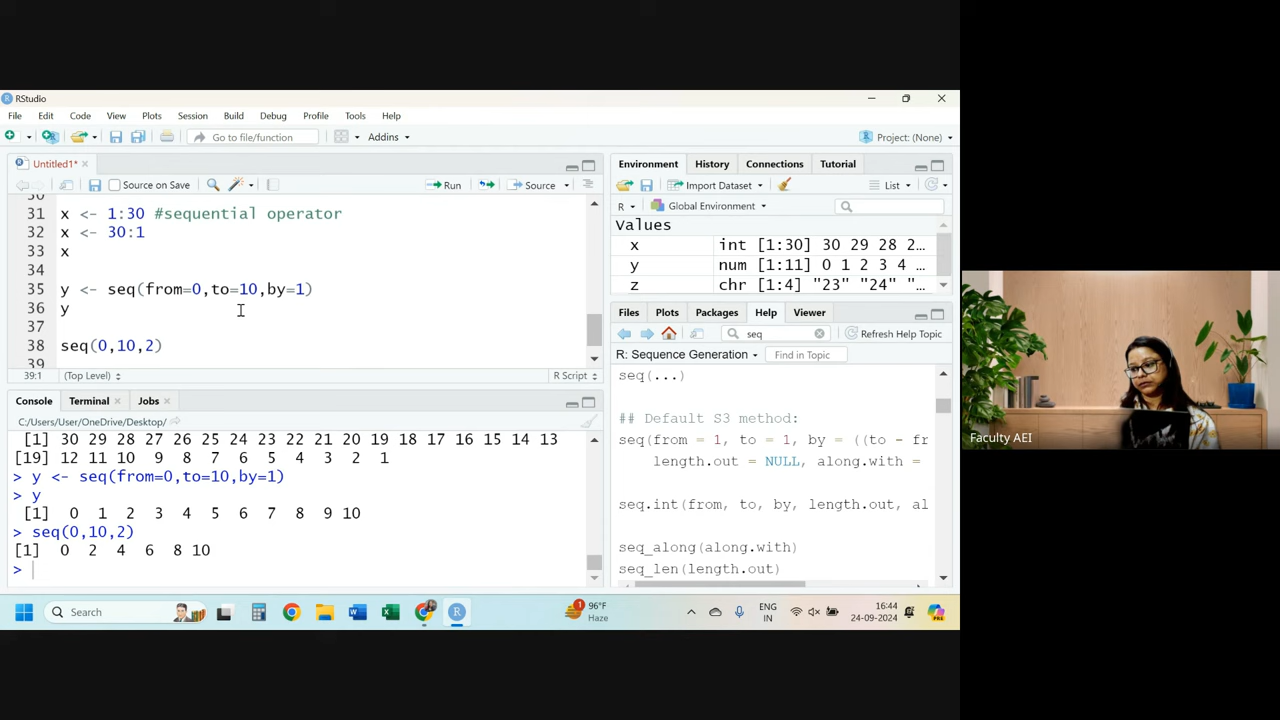 RStudio
File Edit Code View Plots Session Build Debug Profile Tools Help
Go to file/function Addins Project: (None)
Untitled1*
Source on Save Run Source
31 x <- 1:30 #sequential operator
32 x <- 30:1
33 x
34
35 y <- seq(from=0,to=10,by=1)
36 y
37
38 seq(0,10,2)
39
39:1 (Top Level) R Script
Console Terminal Jobs
C:/Users/User/OneDrive/Desktop/
[1] 30 29 28 27 26 25 24 23 22 21 20 19 18 17 16 15 14 13
[19] 12 11 10 9 8 7 6 5 4 3 2 1
> y <- seq(from=0,to=10,by=1)
> y
[1] 0 1 2 3 4 5 6 7 8 9 10
> seq(0,10,2)
[1] 0 2 4 6 8 10
>
Environment History Connections Tutorial
Import Dataset List
R Global Environment
Values
x int [1:30] 30 29 28 2...
y num [1:11] 0 1 2 3 4 ...
z chr [1:4] "23" "24" "...
Files Plots Packages Help Viewer
seq Refresh Help Topic
R: Sequence Generation Find in Topic
seq(...)
## Default S3 method:
seq(from = 1, to = 1, by = ((to - fr
length.out = NULL, along.with =
seq.int(from, to, by, length.out, al
seq_along(along.with)
seq_len(length.out)
Faculty AEI
Search
1 96°F
Haze
ENG
IN
16:44
24-09-2024